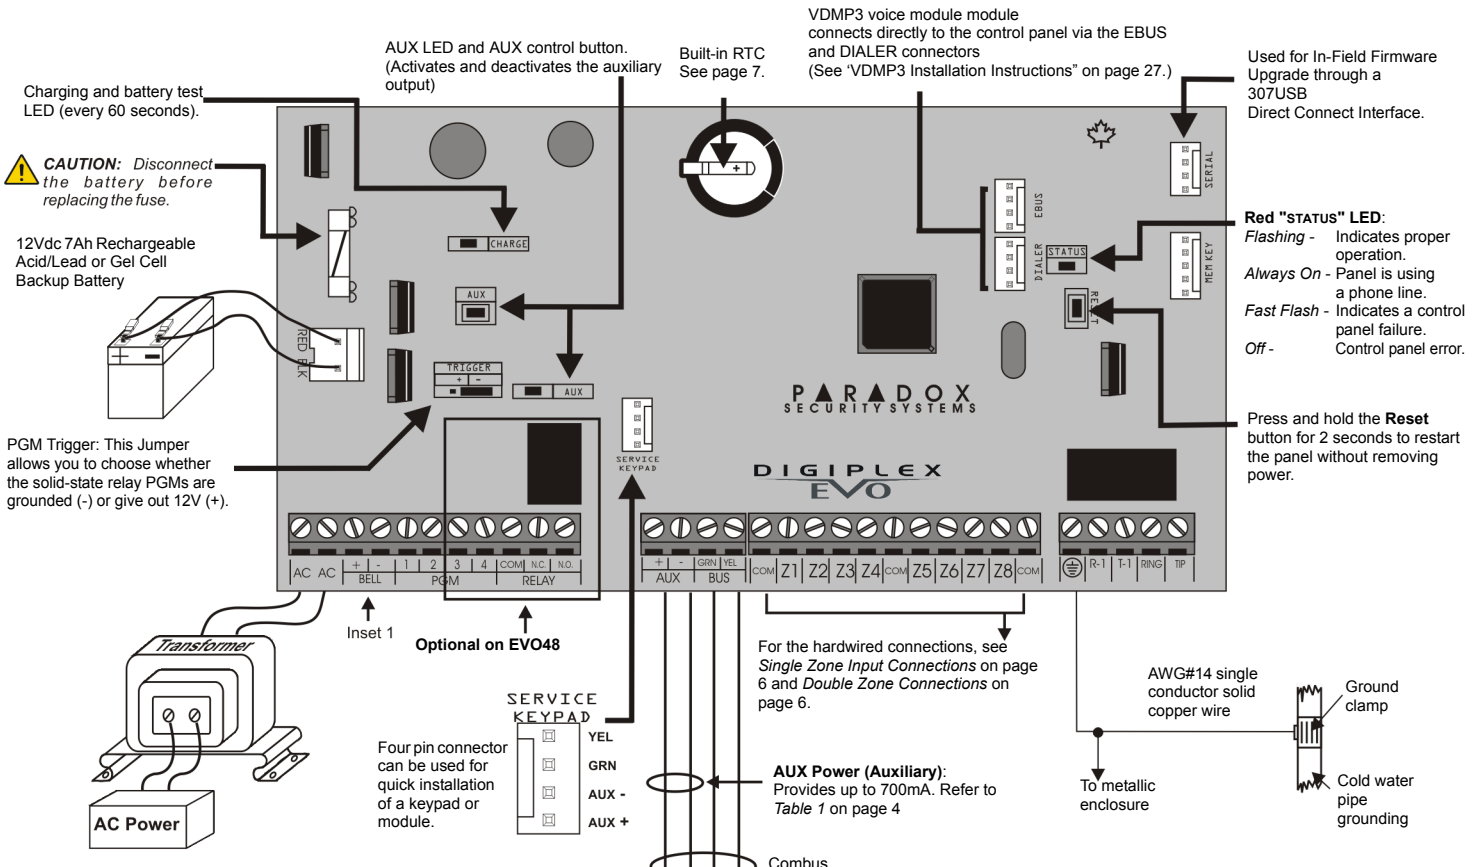 VDMP3 voice module module
connects directly to the control panel via the EBUS
and DIALER connectors
(See 'VDMP3 Installation Instructions" on page 27.)
AUX LED and AUX control button.
(Activates and deactivates the auxiliary
output)
Built-in RTC
See page 7.
Used for In-Field Firmware
Upgrade through a
307USB
Direct Connect Interface.
Charging and battery test
LED (every 60 seconds).
CAUTION: Disconnect
the battery before
replacing the fuse.
12Vdc 7Ah Rechargeable
Acid/Lead or Gel Cell
Backup Battery
+ -
RED BLK
CHARGE
AUX
TRIGGER
+ -
AUX
+
EBUS
DIALER
STATUS
RESET
SERIAL
MEM KEY
Red "STATUS" LED:
Flashing - Indicates proper
operation.
Always On - Panel is using
a phone line.
Fast Flash - Indicates a control
panel failure.
Off - Control panel error.
Press and hold the Reset
button for 2 seconds to restart
the panel without removing
power.
PGM Trigger: This Jumper
allows you to choose whether
the solid-state relay PGMs are
grounded (-) or give out 12V (+).
SERVICE
KEYPAD
PARADOX
SECURITY SYSTEMS
DIGIPLEX
EVO
AC AC + - 1 2 3 4 COM N.C. N.O.
BELL PGM RELAY
+ - GRN YEL
AUX BUS
COM Z1 Z2 Z3 Z4 COM Z5 Z6 Z7 Z8 COM
R-1 T-1 RING TIP
Inset 1
Optional on EVO48
Transformer
AC Power
SERVICE
KEYPAD
YEL
GRN
AUX -
AUX +
Four pin connector
can be used for
quick installation
of a keypad or
module.
For the hardwired connections, see
Single Zone Input Connections on page
6 and Double Zone Connections on
page 6.
AUX Power (Auxiliary):
Provides up to 700mA. Refer to
Table 1 on page 4
Combus
AWG#14 single
conductor solid
copper wire
Ground
clamp
To metallic
enclosure
Cold water
pipe
grounding